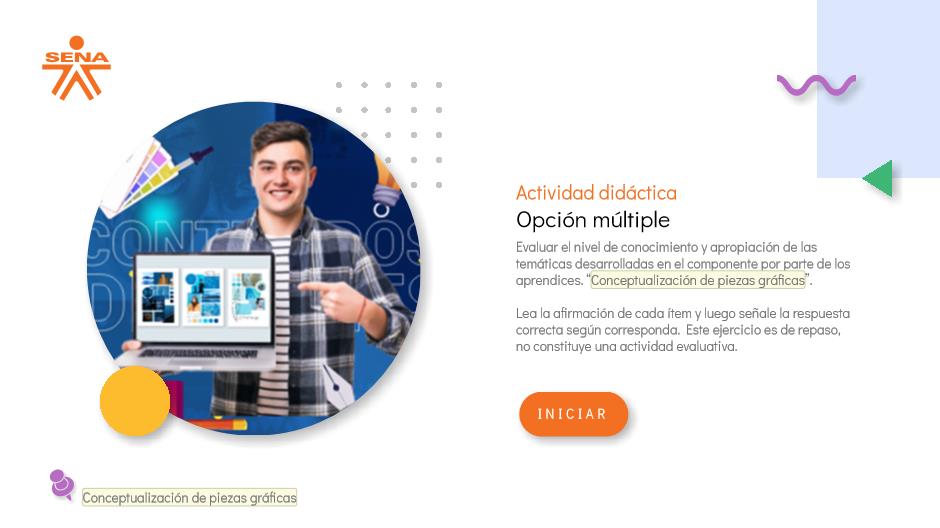 SENA
Actividad didáctica
Opción múltiple
Evaluar el nivel de conocimiento y apropiación de las
temáticas desarrolladas en el componente por parte de los
aprendices. “Conceptualización de piezas gráficas”.
Lea la afirmación de cada ítem y luego señale la respuesta
correcta según corresponda. Este ejercicio es de repaso,
no constituye una actividad evaluativa.
INICIAR
Conceptualización de piezas gráficas